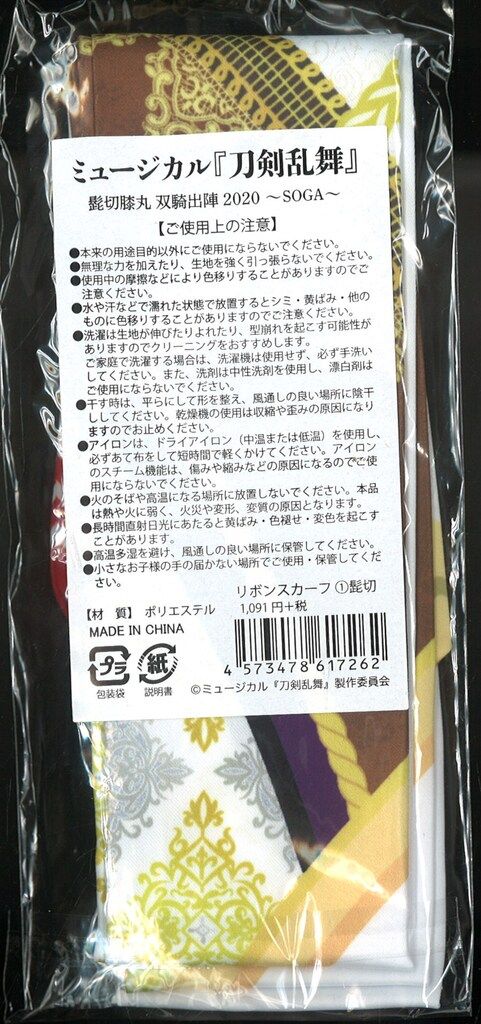 ミュージカル『刀剣乱舞』
髭切膝丸 双騎出陣 2020 ～SOGA～
【ご使用上の注意】
●本来の用途目的以外にご使用にならないでください。
●無理な力を加えたり、生地を強く引っ張らないでください。
●使用中の摩擦などにより色移りすることがありますのでご
注意ください。
●水や汗などで濡れた状態で放置するとシミ・黄ばみ・他の
ものに色移りすることがありますのでご注意ください。
●洗濯は生地が伸びたりよれたり、型崩れを起こす可能性が
ありますのでクリーニングをおすすめします。
ご家庭で洗濯する場合は、洗濯機は使用せず、必ず手洗い
してください。また、洗剤は中性洗剤を使用し、漂白剤は
ご使用にならないでください。
●干す時は、平らにして形を整え、風通しの良い場所に陰干
ししてください。乾燥機の使用は収縮や歪みの原因になり
ますのでお止めください。
●アイロンは、ドライアイロン（中温または低温）を使用し、
必ずあて布をして短時間で軽くかけてください。アイロン
のスチーム機能は、傷みや縮みなどの原因になるのでご使
用にならないでください。
●火のそばや高温になる場所に放置しないでください。本品
は熱や火に弱く、火災や変形、変質の原因となります。
●長時間直射日光にあたると黄ばみ・色褪せ・変色を起こす
ことがあります。
●高温多湿を避け、風通しの良い場所に保管してください。
●小さなお子様の手の届かない場所でご使用・保管してくだ
さい。
リボンスカーフ ①髭切
【材　質】 ポリエステル 1,091円＋税
MADE IN CHINA
プラ 紙
包装袋 説明書
4 573478 617262
©ミュージカル『刀剣乱舞』製作委員会